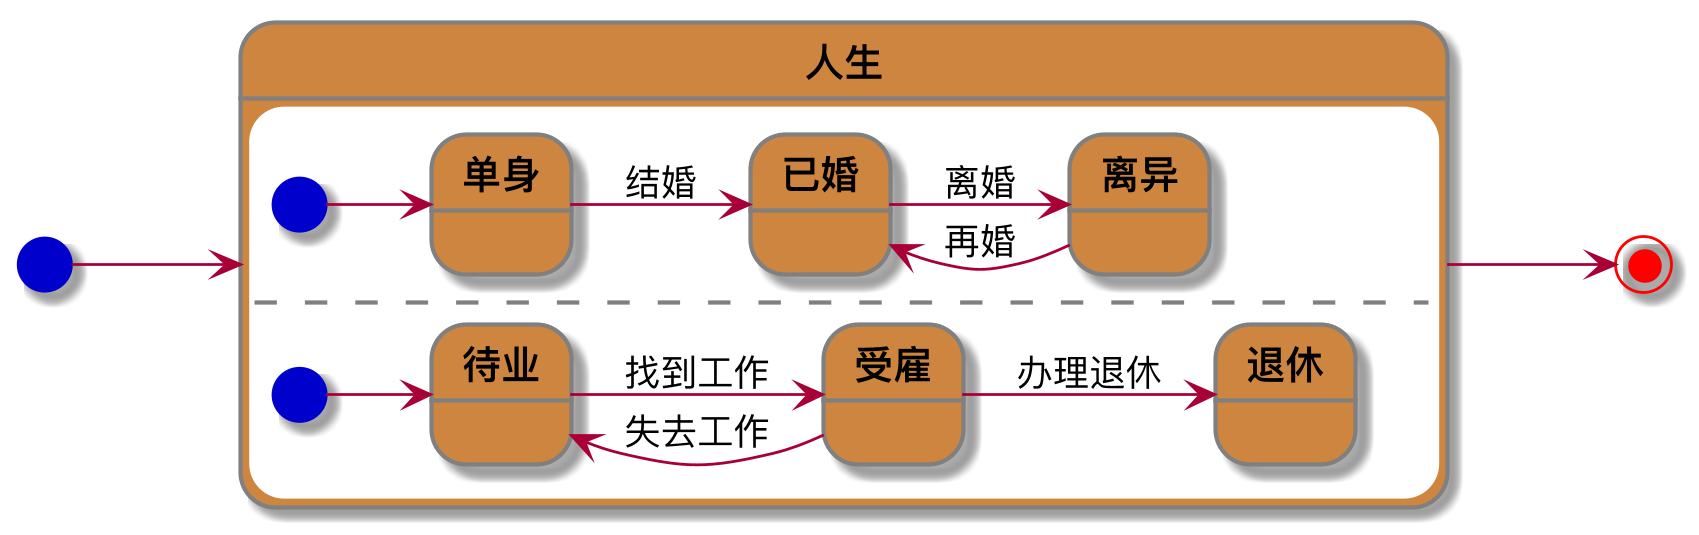 人生
单身
结婚
已婚
离婚
离异
再婚
待业
找到工作
受雇
办理退休
退休
失去工作